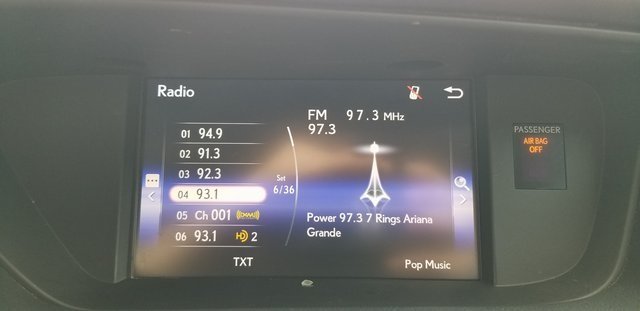 Radio
FM 97.3 MHz
97.3
01 94.9
02 91.3
03 92.3
04 93.1
05 Ch 001 ((XM))
06 93.1 HD 2
Set
6/36
Power 97.3 7 Rings Ariana
Grande
TXT
Pop Music
PASSENGER
AIR BAG
OFF